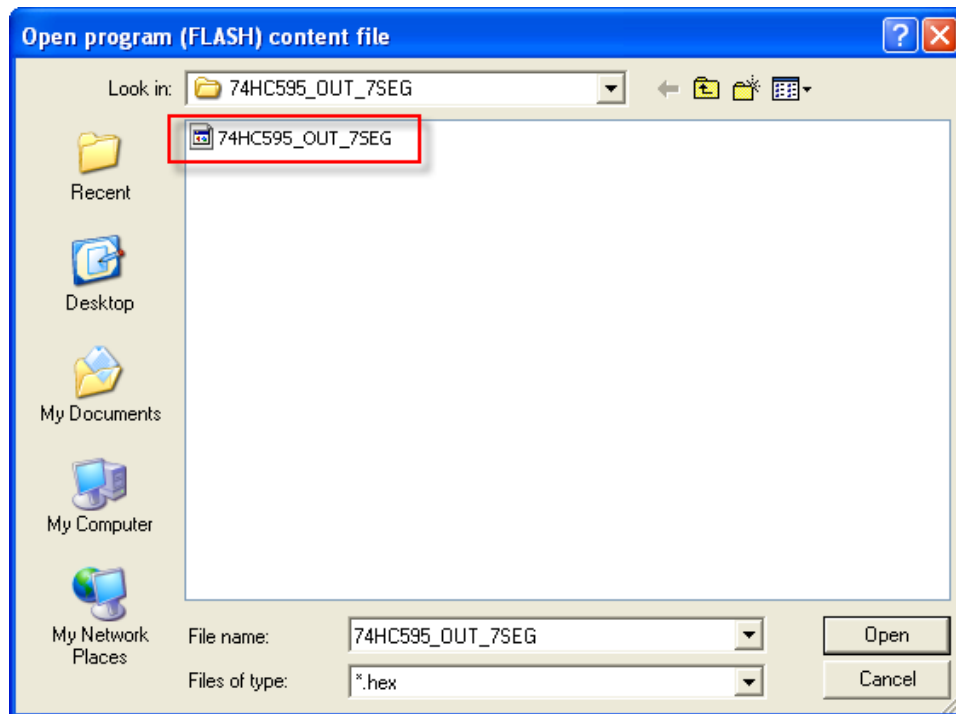 Open program (FLASH) content file
Look in:
74HC595_OUT_7SEG
74HC595_OUT_7SEG
Recent
Desktop
My Documents
My Computer
My Network
Places
File name:
74HC595_OUT_7SEG
Open
Files of type:
*.hex
Cancel